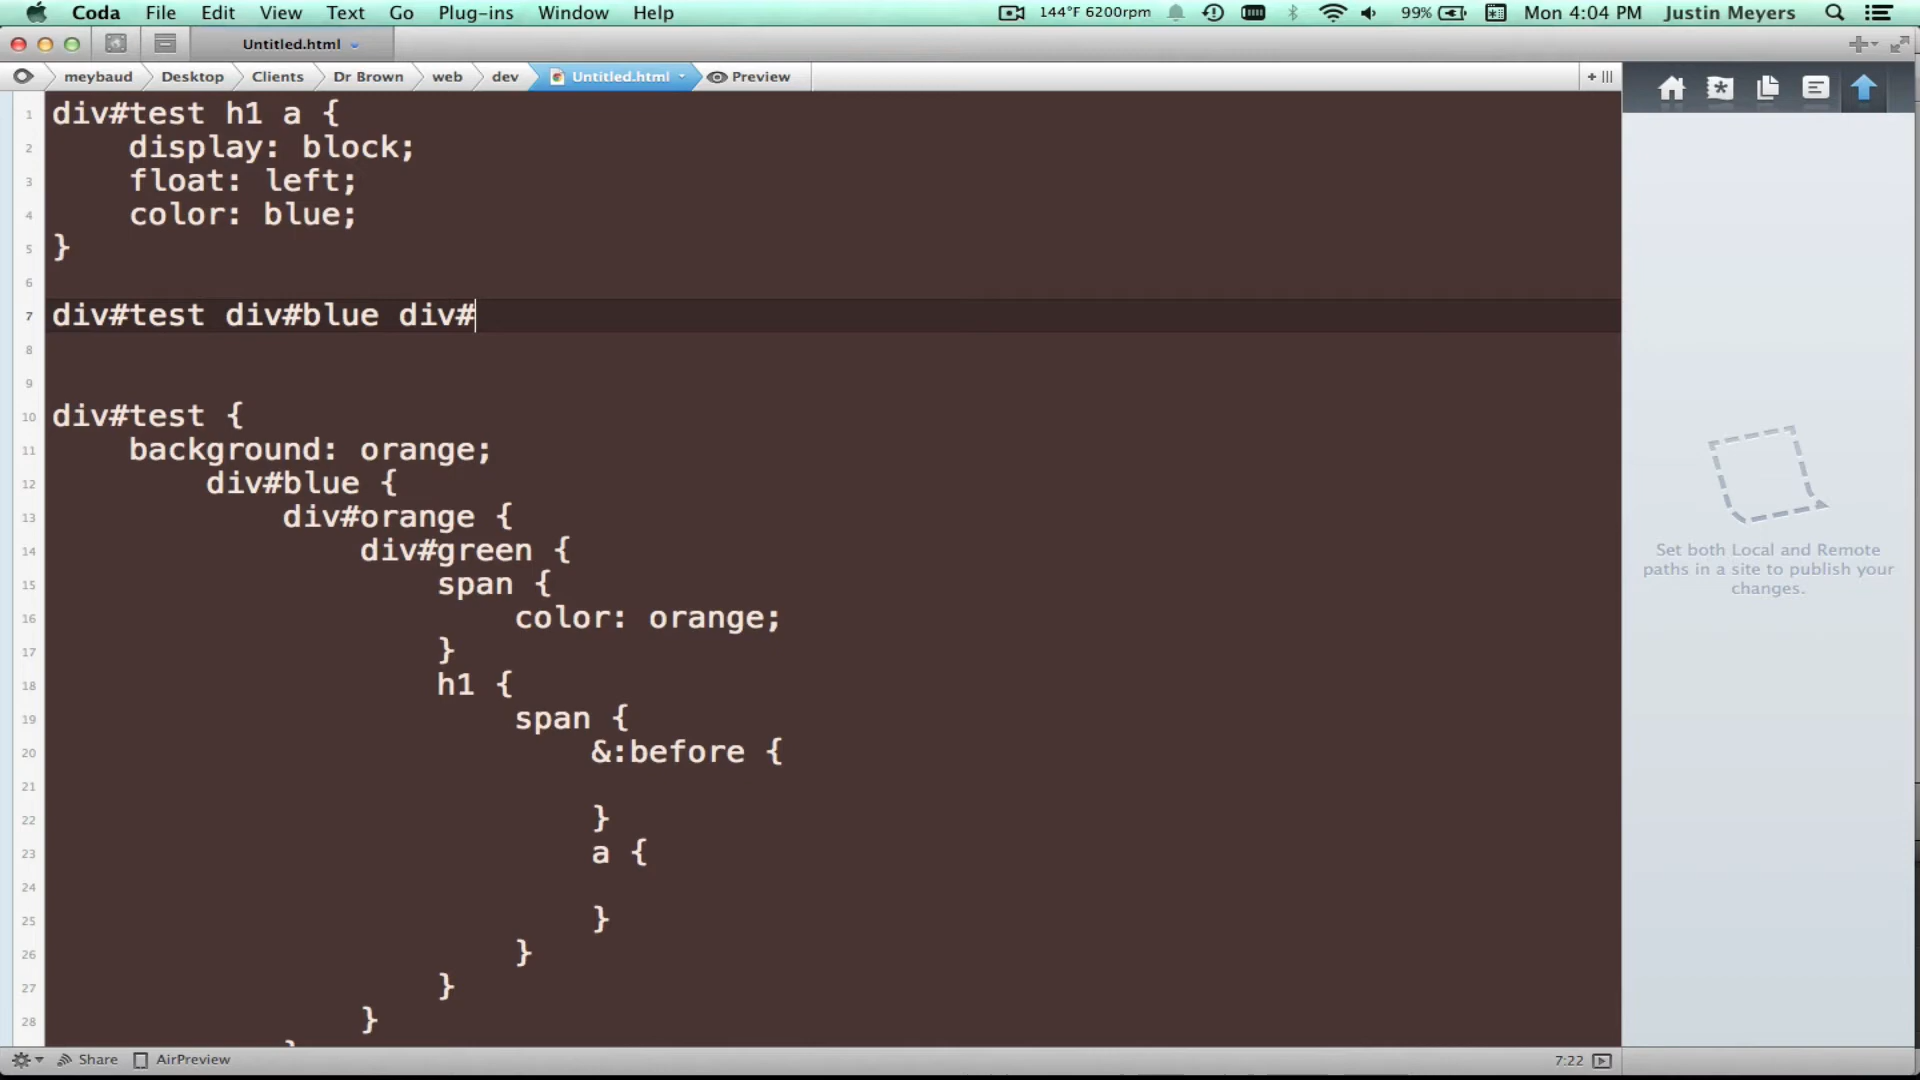 Coda File Edit View Text Go Plug-ins Window Help 144°F 6200rpm 99% Mon 4:04 PM Justin Meyers
Untitled.html
meybaud Desktop Clients Dr Brown web dev Untitled.html Preview
1 div#test h1 a {
2 display: block;
3 float: left;
4 color: blue;
5 }
6
7 div#test div#blue div#
8
9
10 div#test {
11 background: orange;
12 div#blue {
13 div#orange {
14 div#green {
15 span {
16 color: orange;
17 }
18 h1 {
19 span {
20 &:before {
21
22 }
23 a {
24
25 }
26 }
27 }
28 }
Set both Local and Remote
paths in a site to publish your
changes.
Share AirPreview 7:22